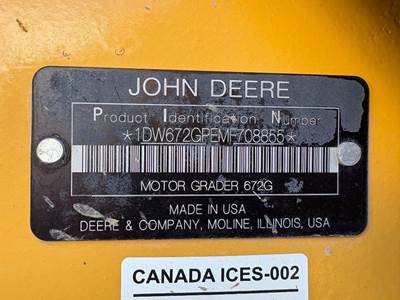 JOHN DEERE
Product Identification Number
*1DW672GPEMF708855*
MOTOR GRADER 672G
MADE IN USA
DEERE & COMPANY, MOLINE, ILLINOIS, USA
CANADA ICES-002